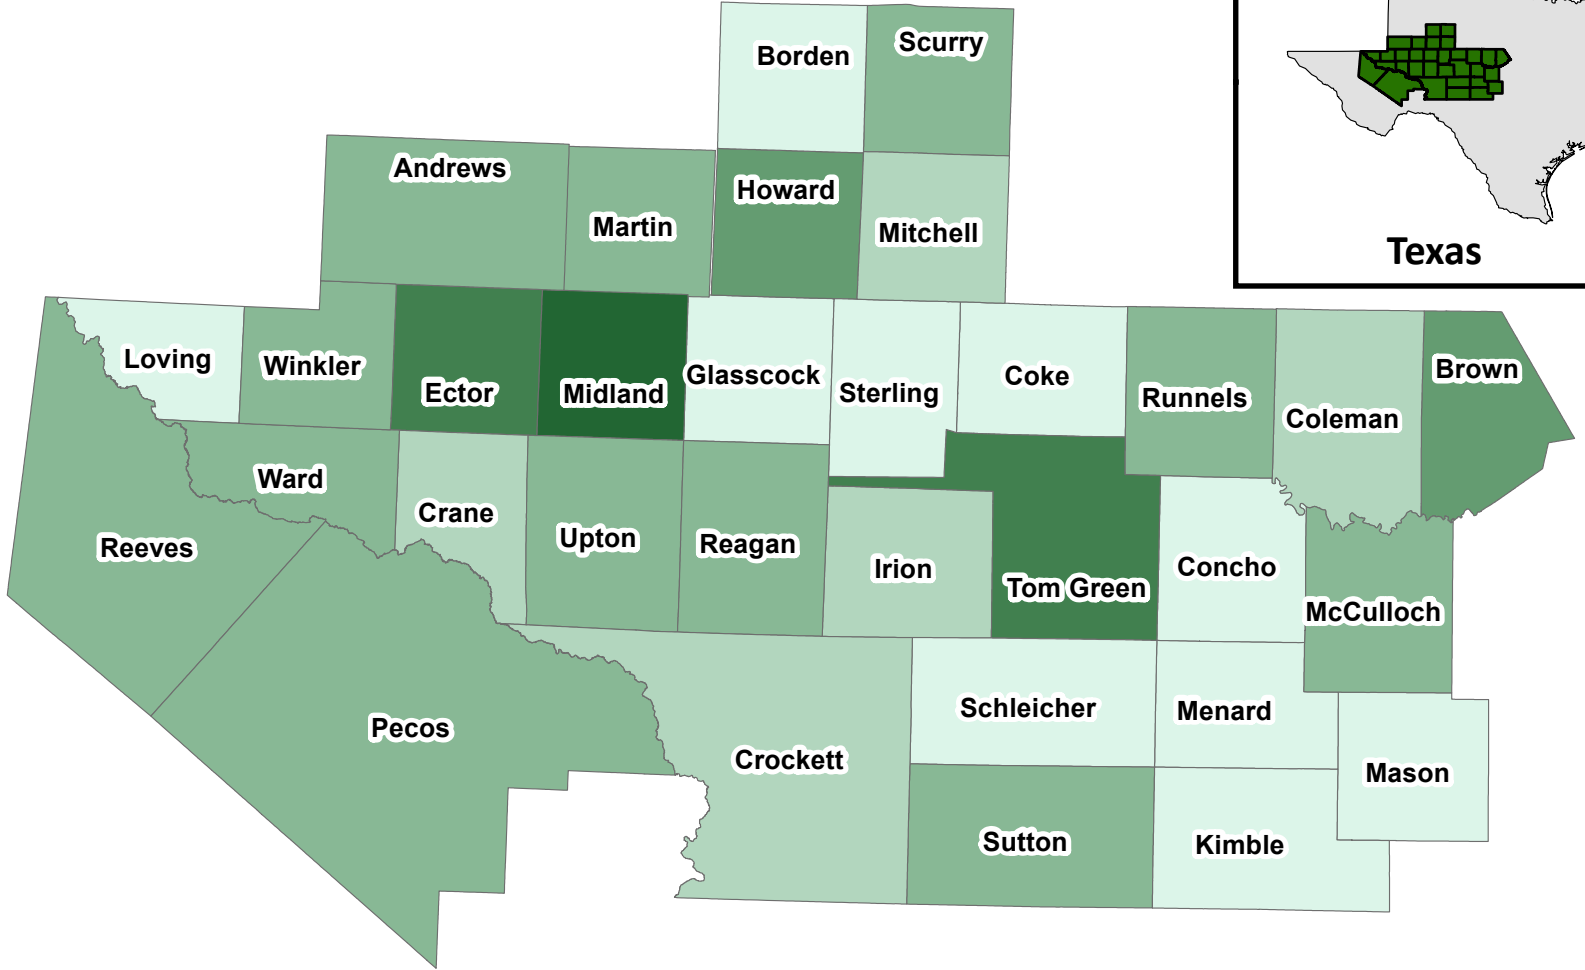 Borden
Scurry
Andrews
Howard
Martin
Mitchell
Texas
Loving
Winkler
Ector
Midland
Glasscock
Sterling
Coke
Runnels
Coleman
Brown
Ward
Crane
Reeves
Upton
Reagan
Irion
Tom Green
Concho
McCulloch
Pecos
Crockett
Schleicher
Menard
Mason
Sutton
Kimble